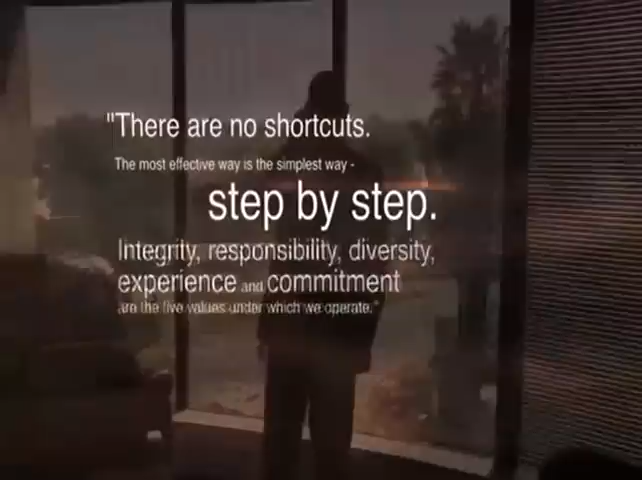 "There are no shortcuts.
The most effective way is the simplest way -
step by step.
Integrity, responsibility, diversity,
experience and commitment
are the five values under which we operate."